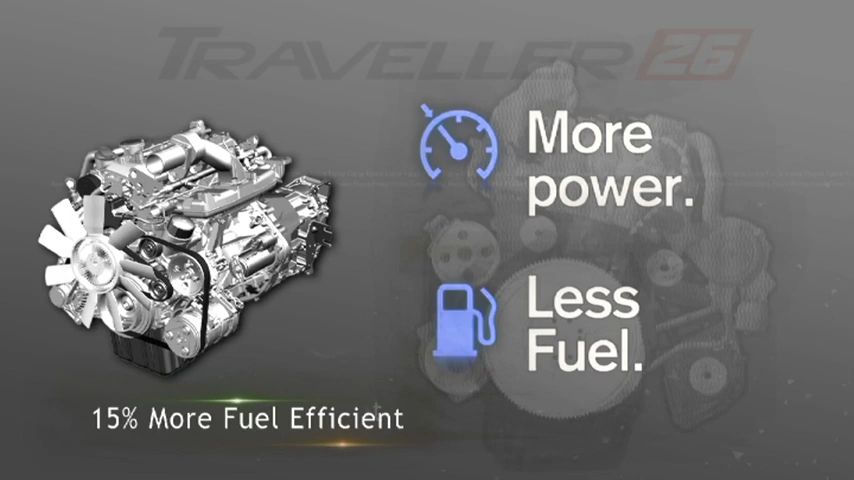 TRAVELLER 26
More
power.
Less
Fuel.
15% More Fuel Efficient